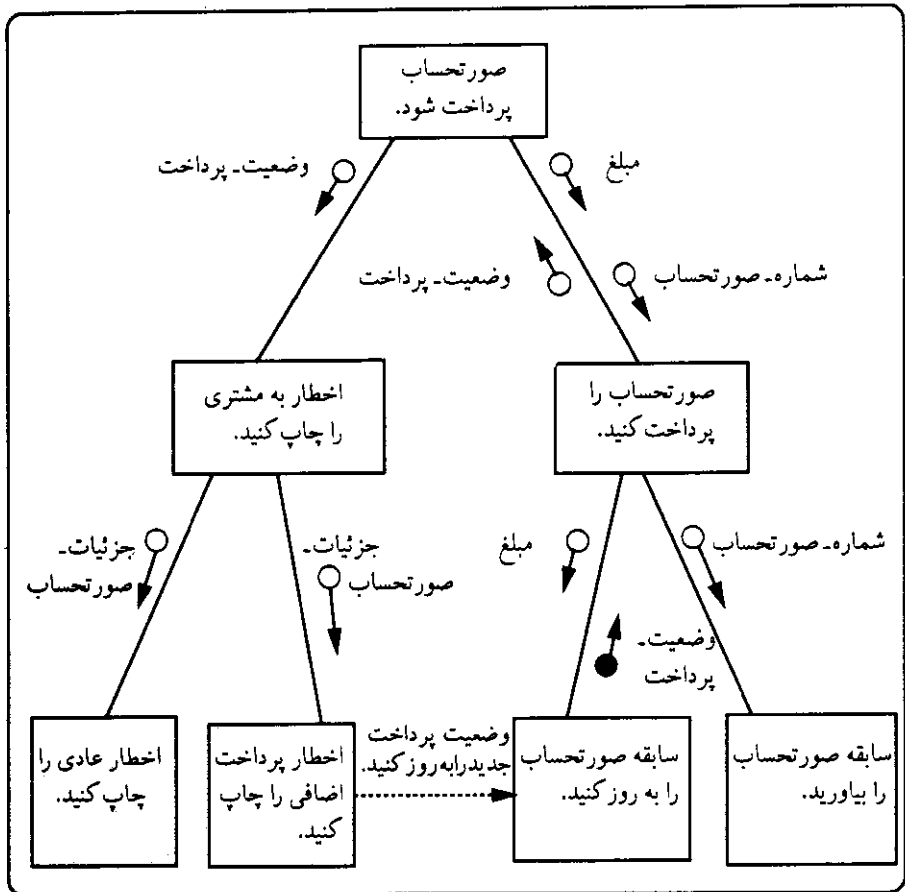 صورتحساب
پرداخت شود.
مبلغ
وضعیت-پرداخت
شماره-صورتحساب
وضعیت-پرداخت
صورتحساب را
پرداخت کنید.
اخطار به مشتری
را چاپ کنید.
شماره-صورتحساب
مبلغ
جزئیات-
صورتحساب
جزئیات-
صورتحساب
وضعیت-
پرداخت
سابقه صورتحساب
را بیاورید.
سابقه صورتحساب
را به روز کنید.
وضعیت پرداخت
جدیدرابه روز کنید.
اخطار پرداخت
اضافی را چاپ
کنید.
اخطار عادی را
چاپ کنید.